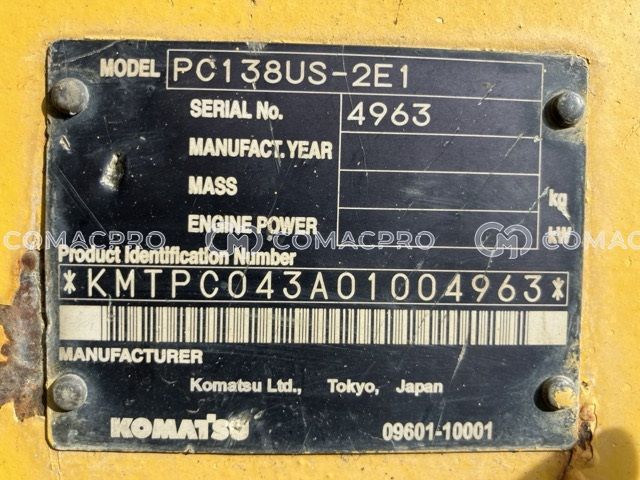 MODEL PC138US-2E1
SERIAL No. 4963
MANUFACT. YEAR
MASS kg
ENGINE POWER kW
COMACPRO COMACPRO COMACPRO
Product Identification Number
*KMTPC043A01004963*
MANUFACTURER
Komatsu Ltd., Tokyo, Japan
KOMATSU 09601-10001